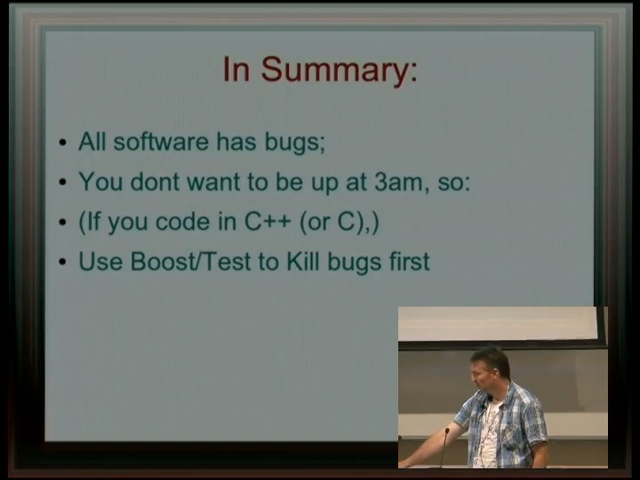 In Summary:
• All software has bugs;
• You dont want to be up at 3am, so:
• (If you code in C++ (or C),)
• Use Boost/Test to Kill bugs first